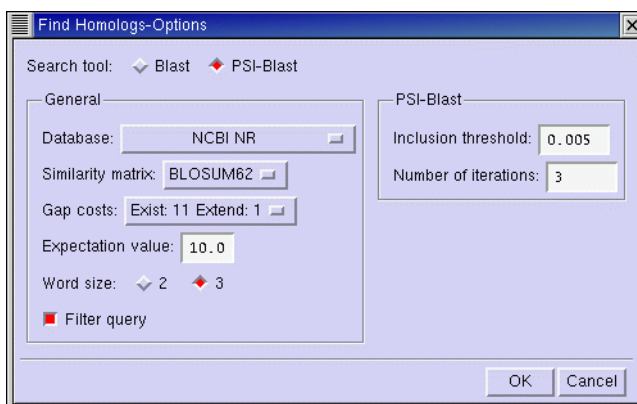 Find Homologs-Options
Search tool: Blast PSI-Blast
General
Database: NCBI NR
Similarity matrix: BLOSUM62
Gap costs: Exist: 11 Extend: 1
Expectation value: 10.0
Word size: 2 3
Filter query
PSI-Blast
Inclusion threshold: 0.005
Number of iterations: 3
OK Cancel